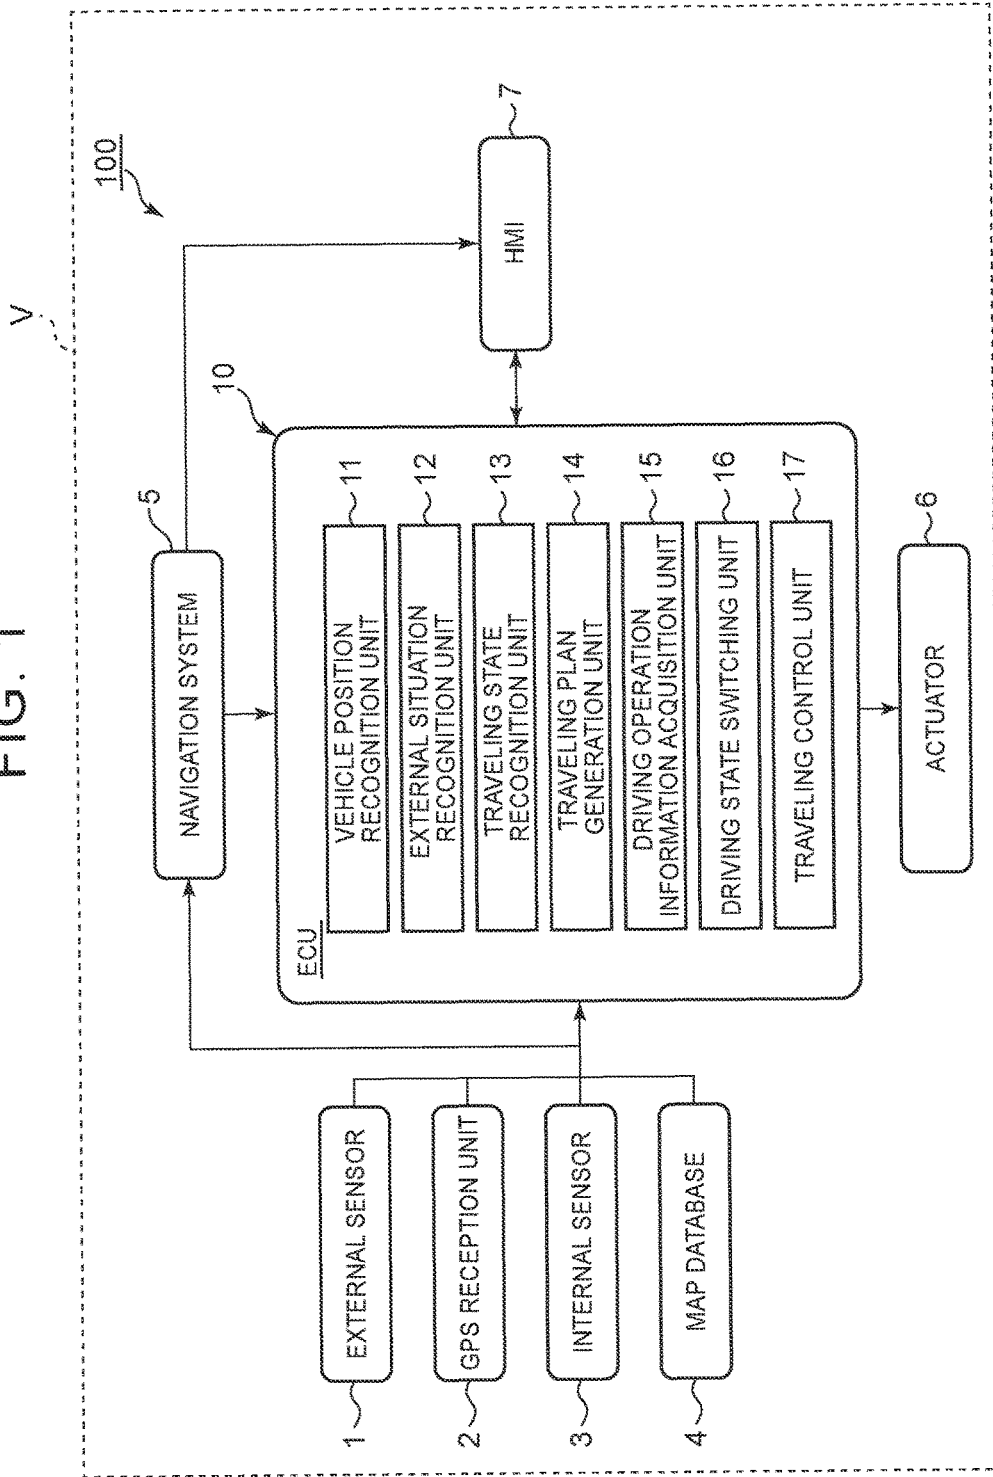 FIG. 1
V
100
5
NAVIGATION SYSTEM
10
7
HMI
ECU
VEHICLE POSITION
RECOGNITION UNIT
11
EXTERNAL SITUATION
RECOGNITION UNIT
12
TRAVELING STATE
RECOGNITION UNIT
13
TRAVELING PLAN
GENERATION UNIT
14
DRIVING OPERATION
INFORMATION ACQUISITION UNIT
15
DRIVING STATE SWITCHING UNIT
16
TRAVELING CONTROL UNIT
17
1
EXTERNAL SENSOR
2
GPS RECEPTION UNIT
3
INTERNAL SENSOR
4
MAP DATABASE
6
ACTUATOR